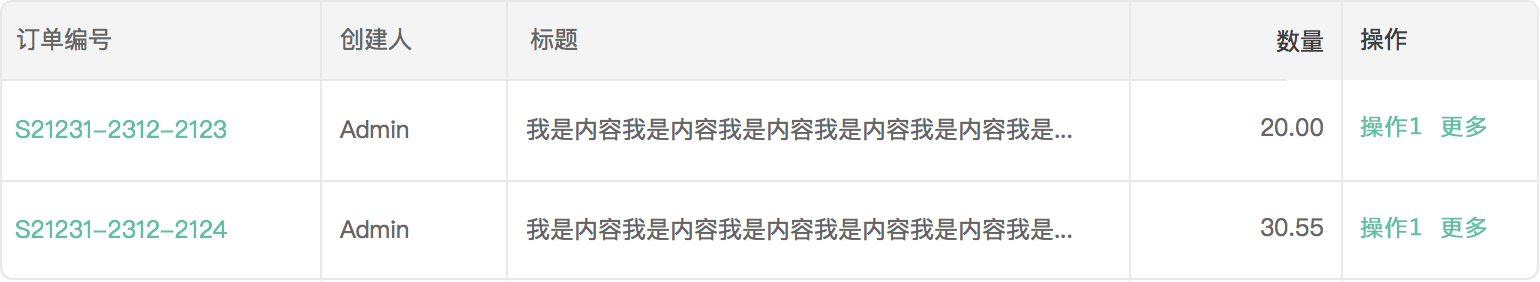 订单编号 创建人 标题 数量 操作
S21231-2312-2123 Admin 我是内容我是内容我是内容我是内容我是内容我是... 20.00 操作1 更多
S21231-2312-2124 Admin 我是内容我是内容我是内容我是内容我是内容我是... 30.55 操作1 更多